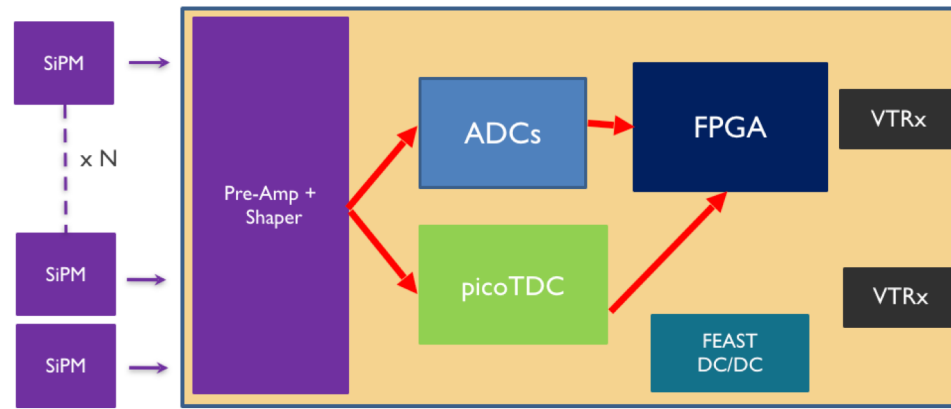 SiPM
x N
SiPM
SiPM
Pre-Amp +
Shaper
ADCs
picoTDC
FPGA
VTRx
VTRx
FEAST
DC/DC